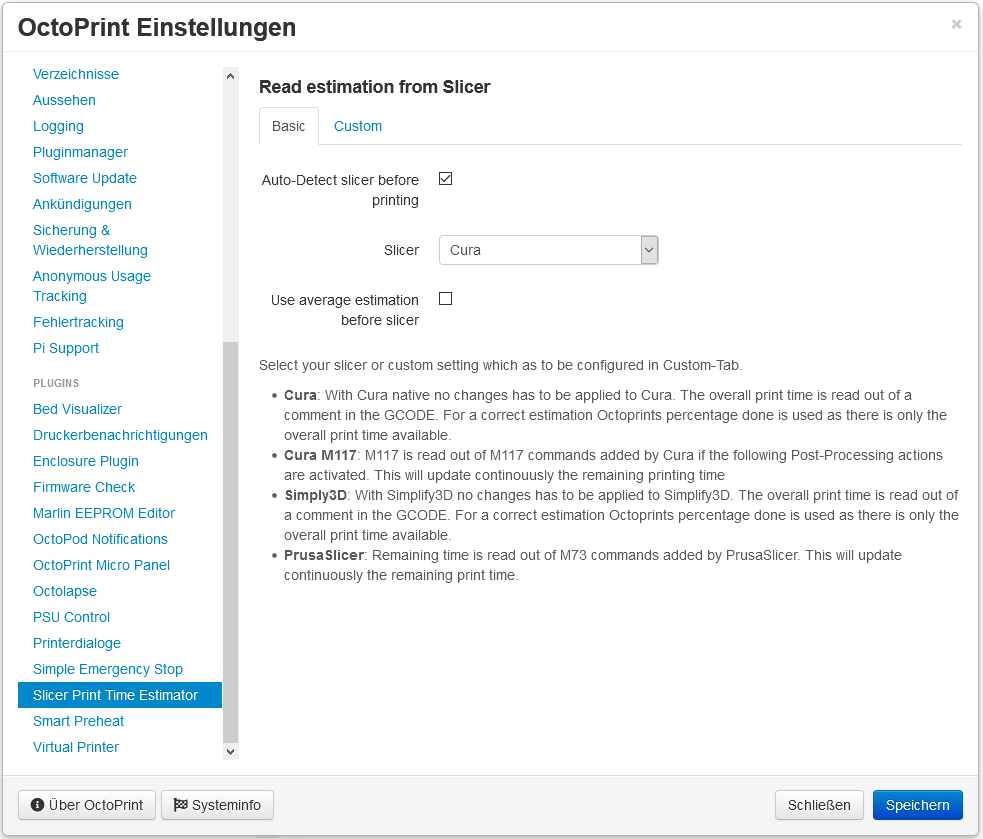 OctoPrint Einstellungen
×
Verzeichnisse
Aussehen
Logging
Pluginmanager
Software Update
Ankündigungen
Sicherung &
Wiederherstellung
Anonymous Usage
Tracking
Fehlertracking
Pi Support
PLUGINS
Bed Visualizer
Druckerbenachrichtigungen
Enclosure Plugin
Firmware Check
Marlin EEPROM Editor
OctoPod Notifications
OctoPrint Micro Panel
Octolapse
PSU Control
Printerdialoge
Simple Emergency Stop
Slicer Print Time Estimator
Smart Preheat
Virtual Printer
Read estimation from Slicer
Basic Custom
Auto-Detect slicer before
printing
Slicer Cura
Use average estimation
before slicer
Select your slicer or custom setting which as to be configured in Custom-Tab.
• Cura: With Cura native no changes has to be applied to Cura. The overall print time is read out of a
comment in the GCODE. For a correct estimation Octoprints percentage done is used as there is only the
overall print time available.
• Cura M117: M117 is read out of M117 commands added by Cura if the following Post-Processing actions
are activated. This will update continouusly the remaining printing time
• Simply3D: With Simplify3D no changes has to be applied to Simplify3D. The overall print time is read out of
a comment in the GCODE. For a correct estimation Octoprints percentage done is used as there is only the
overall print time available.
• PrusaSlicer: Remaining time is read out of M73 commands added by PrusaSlicer. This will update
continuously the remaining print time.
Über OctoPrint Systeminfo Schließen Speichern